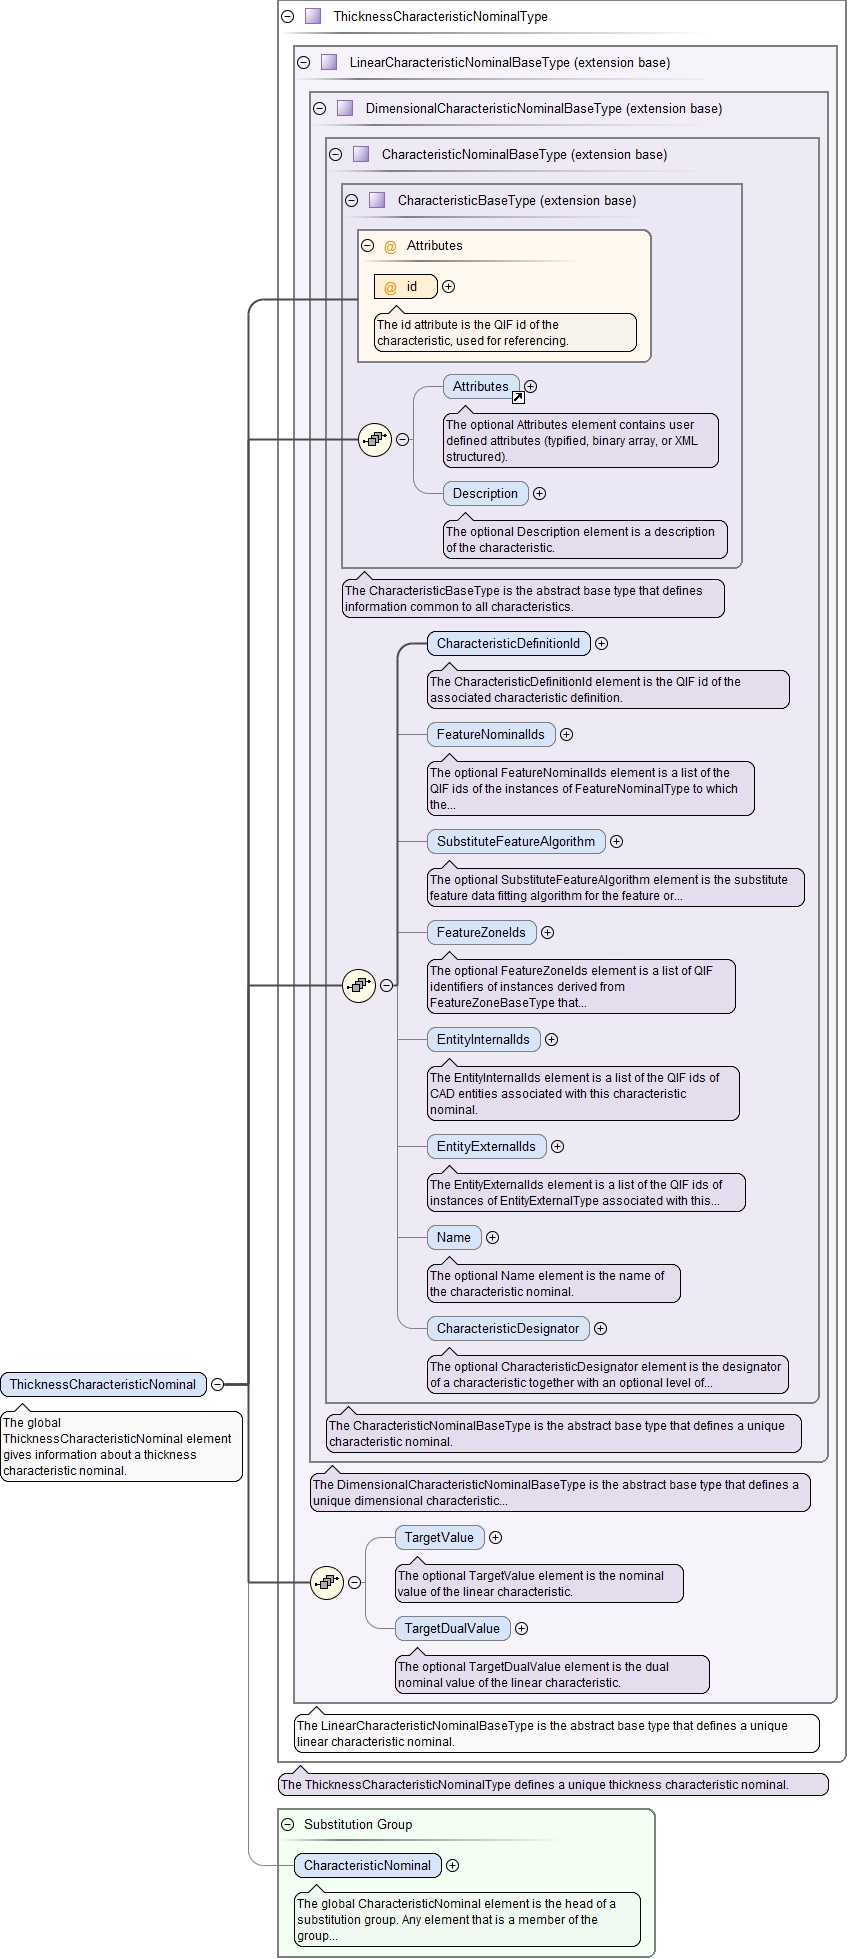 ThicknessCharacteristicNominalType
LinearCharacteristicNominalBaseType (extension base)
DimensionalCharacteristicNominalBaseType (extension base)
CharacteristicNominalBaseType (extension base)
CharacteristicBaseType (extension base)
@ Attributes
@ id
The id attribute is the QIF id of the
characteristic, used for referencing.
Attributes
The optional Attributes element contains user
defined attributes (typified, binary array, or XML
structured).
Description
The optional Description element is a description
of the characteristic.
The CharacteristicBaseType is the abstract base type that defines
information common to all characteristics.
CharacteristicDefinitionId
The CharacteristicDefinitionId element is the QIF id of the
associated characteristic definition.
FeatureNominalIds
The optional FeatureNominalIds element is a list of the
QIF ids of the instances of FeatureNominalType to which
the...
SubstituteFeatureAlgorithm
The optional SubstituteFeatureAlgorithm element is the substitute
feature data fitting algorithm for the feature or...
FeatureZoneIds
The optional FeatureZoneIds element is a list of QIF
identifiers of instances derived from
FeatureZoneBaseType that...
EntityInternalIds
The EntityInternalIds element is a list of the QIF ids of
CAD entities associated with this characteristic
nominal.
EntityExternalIds
The EntityExternalIds element is a list of the QIF ids of
instances of EntityExternalType associated with this...
Name
The optional Name element is the name of
the characteristic nominal.
CharacteristicDesignator
The optional CharacteristicDesignator element is the designator
of a characteristic together with an optional level of...
ThicknessCharacteristicNominal
The global
ThicknessCharacteristicNominal element
gives information about a thickness
characteristic nominal.
The CharacteristicNominalBaseType is the abstract base type that defines a unique
characteristic nominal.
The DimensionalCharacteristicNominalBaseType is the abstract base type that defines a
unique dimensional characteristic...
TargetValue
The optional TargetValue element is the nominal
value of the linear characteristic.
TargetDualValue
The optional TargetDualValue element is the dual
nominal value of the linear characteristic.
The LinearCharacteristicNominalBaseType is the abstract base type that defines a unique
linear characteristic nominal.
The ThicknessCharacteristicNominalType defines a unique thickness characteristic nominal.
Substitution Group
CharacteristicNominal
The global CharacteristicNominal element is the head of a
substitution group. Any element that is a member of the
group...